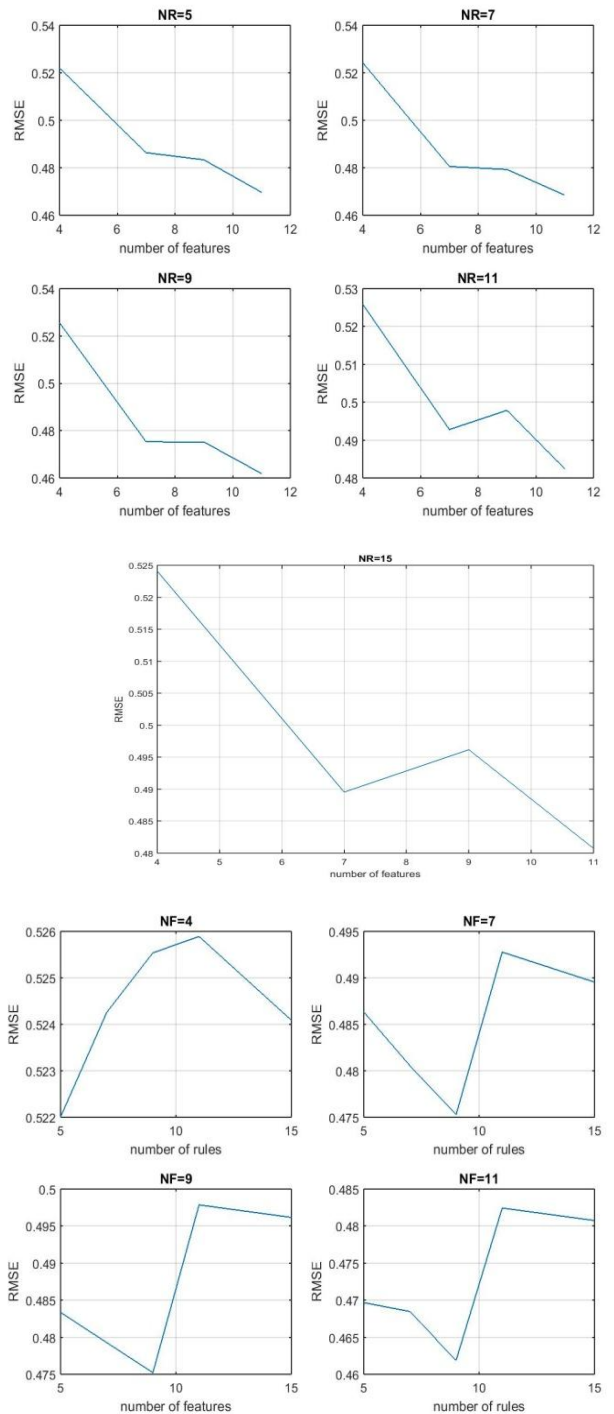 NR=5
0.54
0.52
0.5
0.48
0.46
RMSE
4 6 8 10 12
number of features
NR=7
0.54
0.52
0.5
0.48
0.46
RMSE
4 6 8 10 12
number of features
NR=9
0.54
0.52
0.5
0.48
0.46
RMSE
4 6 8 10 12
number of features
NR=11
0.53
0.52
0.51
0.5
0.49
0.48
RMSE
4 6 8 10 12
number of features
NR=15
0.525
0.52
0.515
0.51
0.505
0.5
0.495
0.49
0.485
0.48
RMSE
4 5 6 7 8 9 10 11
number of features
NF=4
0.526
0.525
0.524
0.523
0.522
RMSE
5 10 15
number of rules
NF=7
0.495
0.49
0.485
0.48
0.475
RMSE
5 10 15
number of rules
NF=9
0.5
0.495
0.49
0.485
0.48
0.475
RMSE
5 10 15
number of features
NF=11
0.485
0.48
0.475
0.47
0.465
0.46
RMSE
5 10 15
number of rules